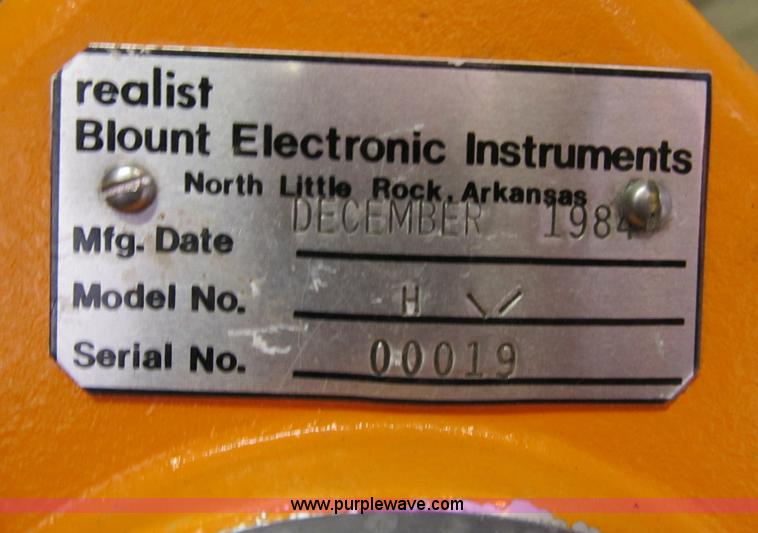 realist
Blount Electronic Instruments
North Little Rock, Arkansas
Mfg. Date DECEMBER 1984
Model No. H V
Serial No. 00019
www.purplewave.com